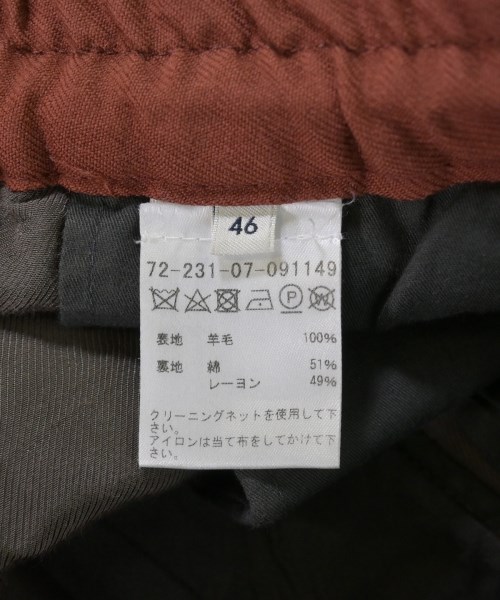 46
72-231-07-091149
P W
表地 羊毛 100%
裏地 綿 51%
レーヨン 49%
クリーニングネットを使用して下
さい。
アイロンは当て布をしてかけて下
さい。